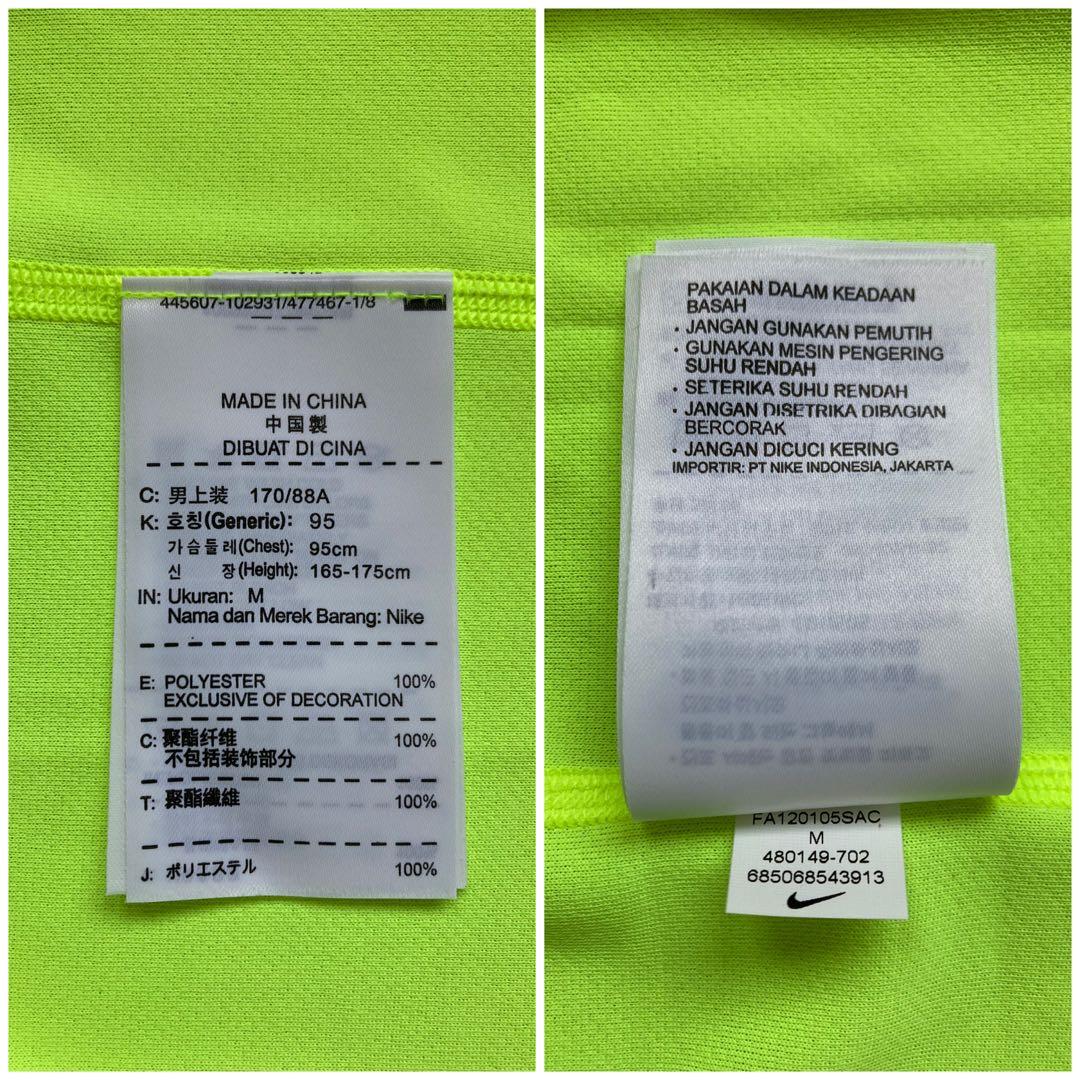 445607-102931/477467-1/8
MADE IN CHINA
中国製
DIBUAT DI CINA
C: 男上装 170/88A
K: 호칭(Generic): 95
가슴둘레(Chest): 95cm
신 장(Height): 165-175cm
IN: Ukuran: M
Nama dan Merek Barang: Nike
E: POLYESTER 100%
EXCLUSIVE OF DECORATION
C: 聚酯纤维 100%
不包括装饰部分
T: 聚酯纖維 100%
J: ポリエステル 100%
PAKAIAN DALAM KEADAAN
BASAH
· JANGAN GUNAKAN PEMUTIH
· GUNAKAN MESIN PENGERING
SUHU RENDAH
· SETERIKA SUHU RENDAH
· JANGAN DISETRIKA DIBAGIAN
BERCORAK
· JANGAN DICUCI KERING
IMPORTIR: PT NIKE INDONESIA, JAKARTA
FA120105SAC
M
480149-702
685068543913